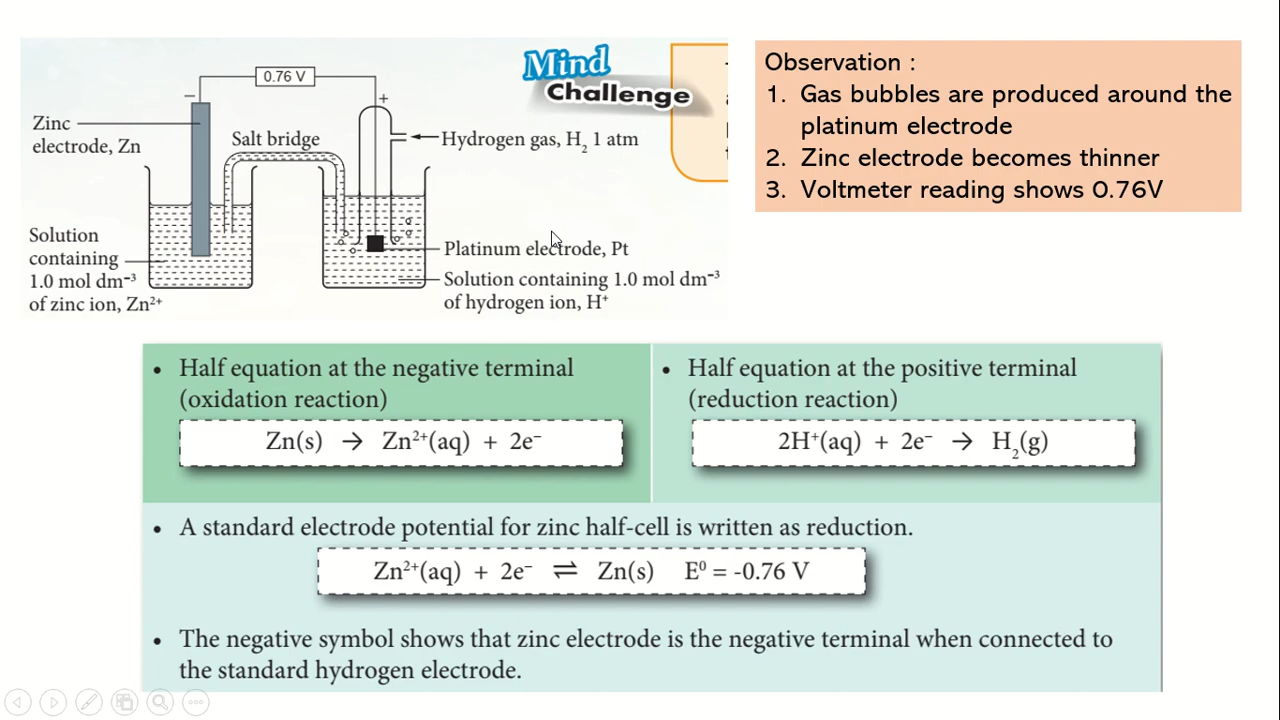 Mind
Challenge
0.76 V
−
+
Zinc
electrode, Zn
Salt bridge
Hydrogen gas, H₂ 1 atm
Solution
containing
1.0 mol dm⁻³
of zinc ion, Zn²⁺
Platinum electrode, Pt
Solution containing 1.0 mol dm⁻³
of hydrogen ion, H⁺
Observation :
1. Gas bubbles are produced around the
platinum electrode
2. Zinc electrode becomes thinner
3. Voltmeter reading shows 0.76V
• Half equation at the negative terminal
(oxidation reaction)
Zn(s) → Zn²⁺(aq) + 2e⁻
• Half equation at the positive terminal
(reduction reaction)
2H⁺(aq) + 2e⁻ → H₂(g)
• A standard electrode potential for zinc half-cell is written as reduction.
Zn²⁺(aq) + 2e⁻ ⇌ Zn(s) E⁰ = -0.76 V
• The negative symbol shows that zinc electrode is the negative terminal when connected to
the standard hydrogen electrode.